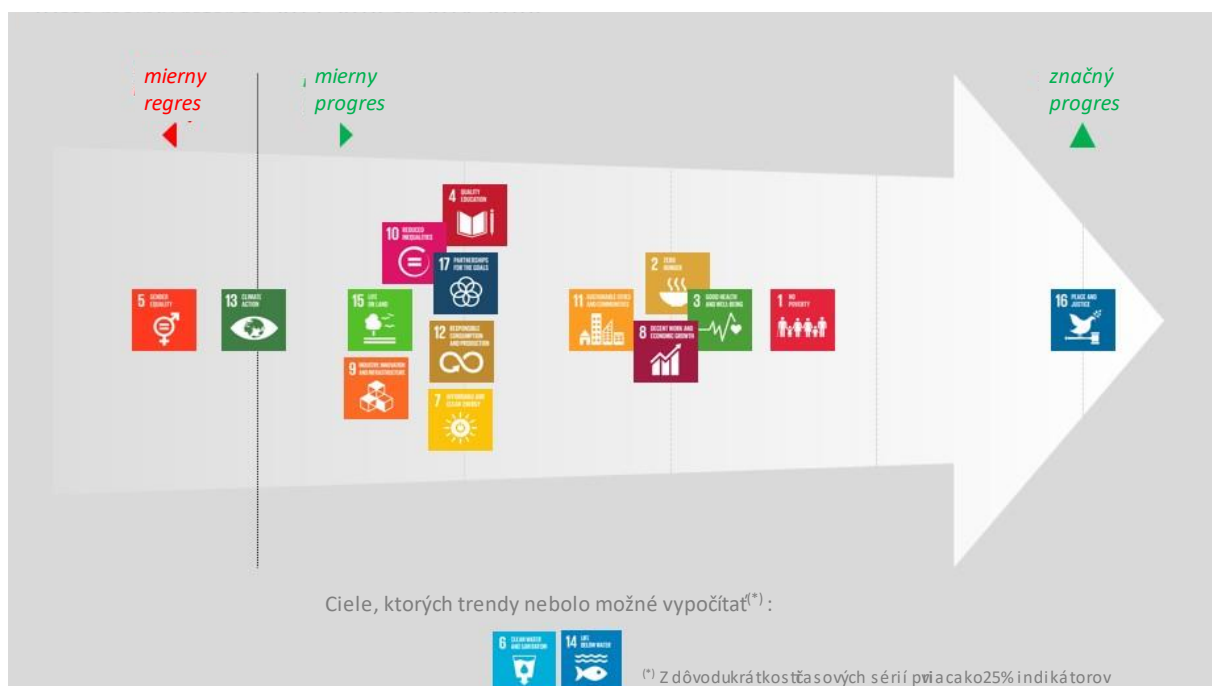 mierny
regres
mierny
progres
značný
progres
4 QUALITY
EDUCATION
10 REDUCED
INEQUALITIES
17 PARTNERSHIPS
FOR THE GOALS
2 ZERO
HUNGER
5 GENDER
EQUALITY
13 CLIMATE
ACTION
15 LIFE
ON LAND
11 SUSTAINABLE CITIES
AND COMMUNITIES
3 GOOD HEALTH
AND WELL-BEING
1 NO
POVERTY
16 PEACE AND
JUSTICE
12 RESPONSIBLE
CONSUMPTION
AND PRODUCTION
8 DECENT WORK AND
ECONOMIC GROWTH
9 INDUSTRY, INNOVATION
AND INFRASTRUCTURE
7 AFFORDABLE AND
CLEAN ENERGY
Ciele, ktorých trendy nebolo možné vypočítať(*) :
6 CLEAN WATER
AND SANITATION
14 LIFE
BELOW WATER
(*) Z dôvodu krátkosti časových sérií pri viac ako 25% indikátorov